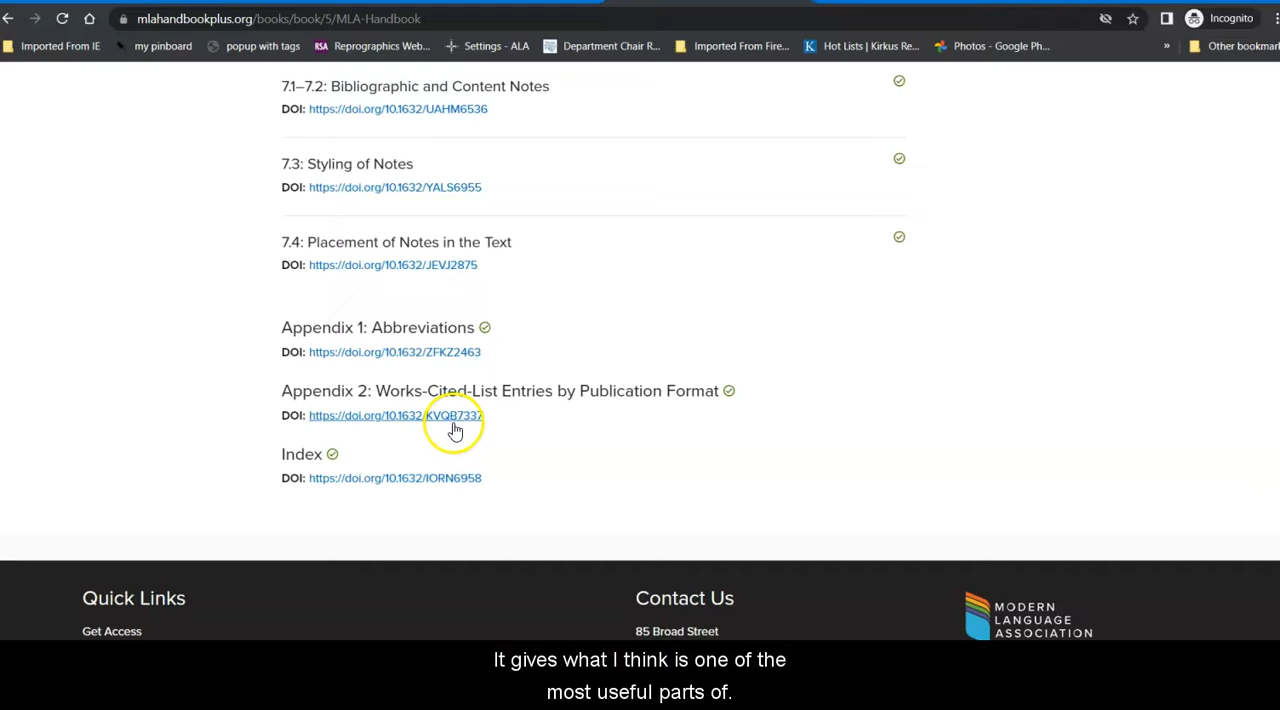 mlahandbookplus.org/books/book/5/MLA-Handbook
Incognito
Imported From IE
my pinboard
popup with tags
RSA Reprographics Web...
Settings - ALA
Department Chair R...
Imported From Fire...
K Hot Lists | Kirkus Re...
Photos - Google Ph...
»
Other bookmar
7.1–7.2: Bibliographic and Content Notes
DOI: https://doi.org/10.1632/UAHM6536
7.3: Styling of Notes
DOI: https://doi.org/10.1632/YALS6955
7.4: Placement of Notes in the Text
DOI: https://doi.org/10.1632/JEVJ2875
Appendix 1: Abbreviations
DOI: https://doi.org/10.1632/ZFKZ2463
Appendix 2: Works-Cited-List Entries by Publication Format
DOI: https://doi.org/10.1632/KVQB7337
Index
DOI: https://doi.org/10.1632/IORN6958
Quick Links
Contact Us
MODERN
LANGUAGE
ASSOCIATION
Get Access
85 Broad Street
It gives what I think is one of the
most useful parts of.